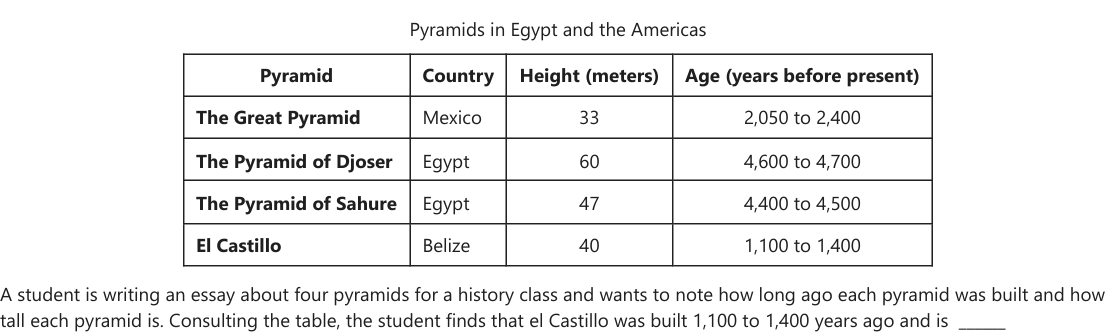 Pyramids in Egypt and the Americas
Pyramid Country Height (meters) Age (years before present)
The Great Pyramid Mexico 33 2,050 to 2,400
The Pyramid of Djoser Egypt 60 4,600 to 4,700
The Pyramid of Sahure Egypt 47 4,400 to 4,500
El Castillo Belize 40 1,100 to 1,400
A student is writing an essay about four pyramids for a history class and wants to note how long ago each pyramid was built and how
tall each pyramid is. Consulting the table, the student finds that el Castillo was built 1,100 to 1,400 years ago and is ______